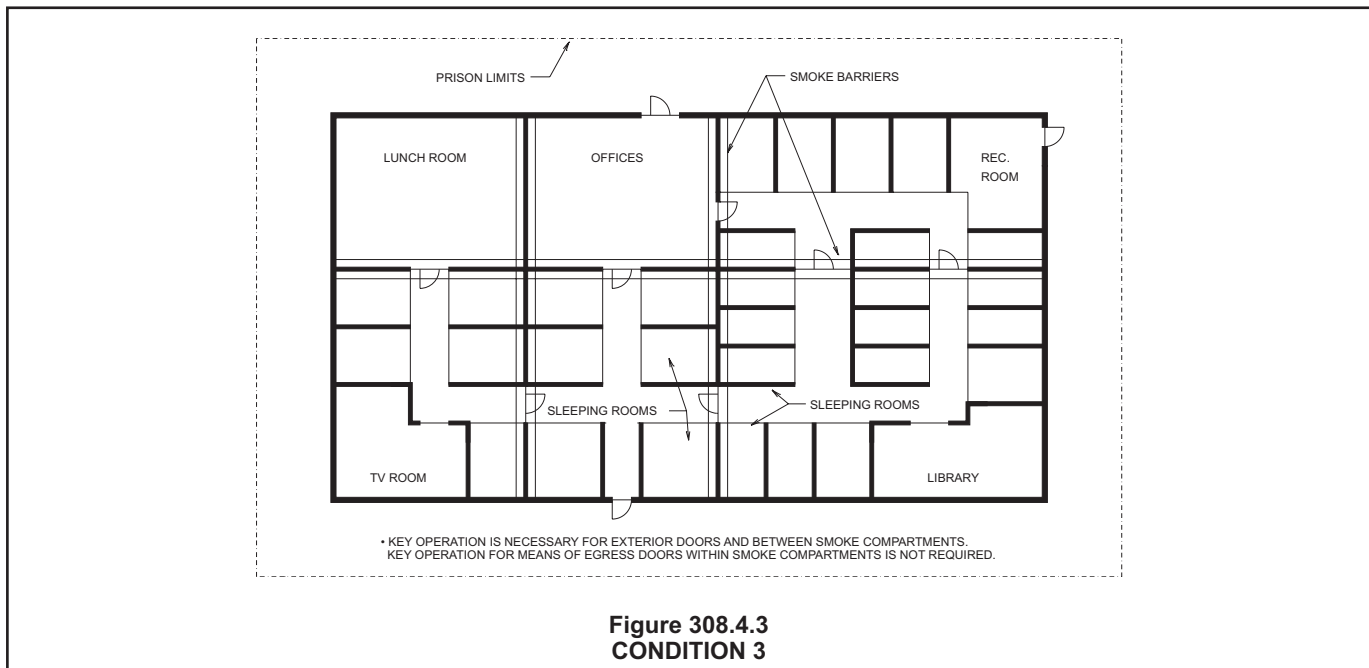 PRISON LIMITS
SMOKE BARRIERS
LUNCH ROOM
OFFICES
REC.
ROOM
SLEEPING ROOMS
SLEEPING ROOMS
TV ROOM
LIBRARY
• KEY OPERATION IS NECESSARY FOR EXTERIOR DOORS AND BETWEEN SMOKE COMPARTMENTS.
KEY OPERATION FOR MEANS OF EGRESS DOORS WITHIN SMOKE COMPARTMENTS IS NOT REQUIRED.
Figure 308.4.3
CONDITION 3